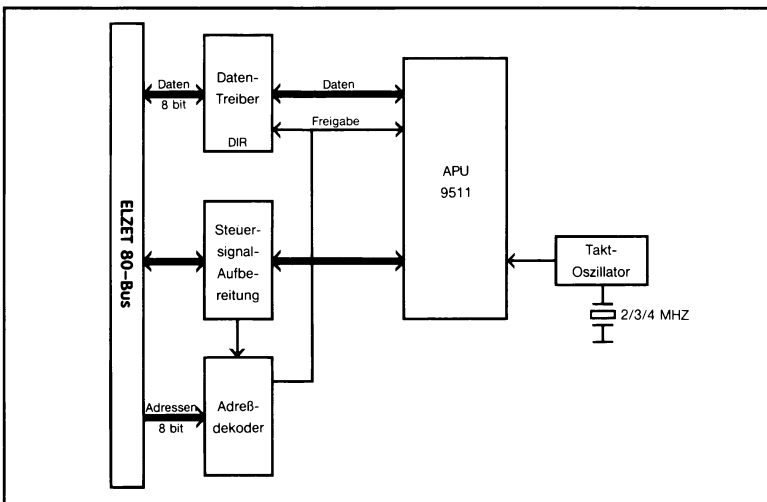 ELZET 80-Bus
Daten
8 bit
Daten-
Treiber
DIR
Daten
Freigabe
APU
9511
Steuer-
signal-
Aufbe-
reitung
Takt-
Oszillator
2/3/4 MHZ
Adressen
8 bit
Adreß-
dekoder